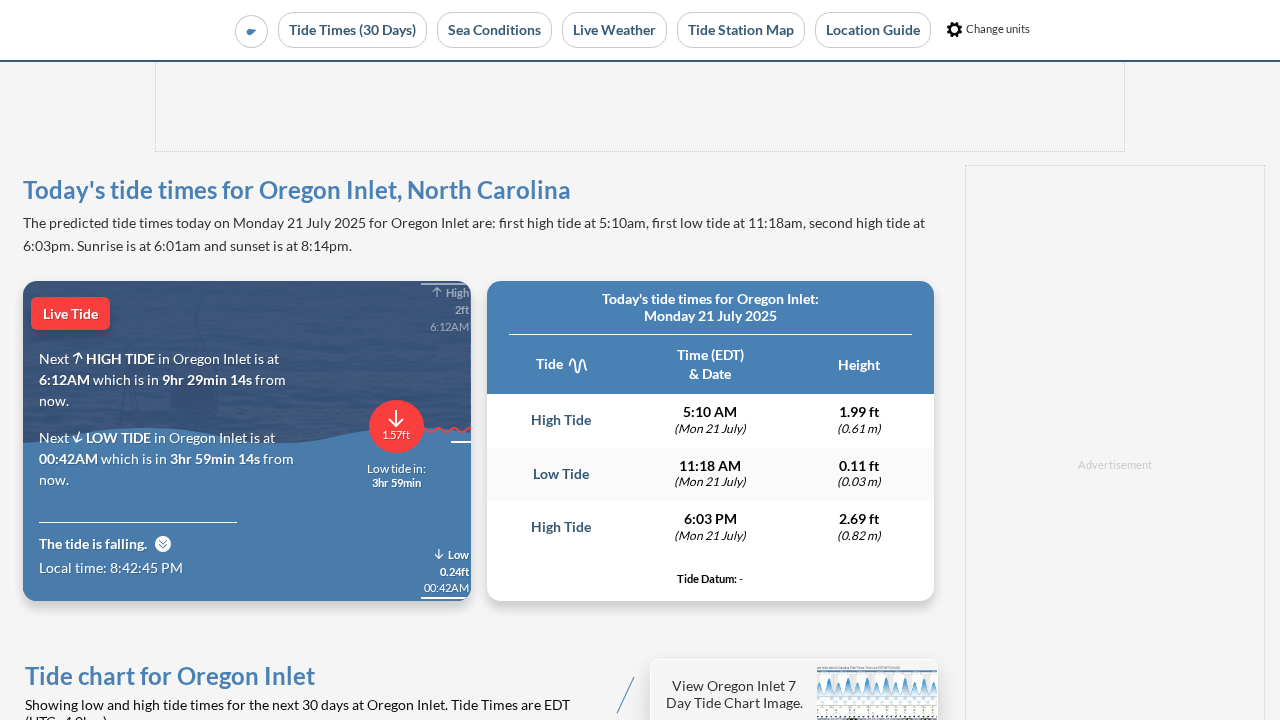 Tide Times (30 Days)
Sea Conditions
Live Weather
Tide Station Map
Location Guide
Change units
Today's tide times for Oregon Inlet, North Carolina
The predicted tide times today on Monday 21 July 2025 for Oregon Inlet are: first high tide at 5:10am, first low tide at 11:18am, second high tide at
6:03pm. Sunrise is at 6:01am and sunset is at 8:14pm.
Live Tide
Next HIGH TIDE in Oregon Inlet is at
6:12AM which is in 9hr 29min 14s from
now.
Next LOW TIDE in Oregon Inlet is at
00:42AM which is in 3hr 59min 14s from
now.
The tide is falling.
Local time: 8:42:45 PM
High
2ft
6:12AM
1.57ft
Low tide in:
3hr 59min
Low
0.24ft
00:42AM
Today's tide times for Oregon Inlet:
Monday 21 July 2025
Tide
Time (EDT)
& Date
Height
High Tide
5:10 AM
(Mon 21 July)
1.99 ft
(0.61 m)
Low Tide
11:18 AM
(Mon 21 July)
0.11 ft
(0.03 m)
High Tide
6:03 PM
(Mon 21 July)
2.69 ft
(0.82 m)
Tide Datum: -
Advertisement
Tide chart for Oregon Inlet
Showing low and high tide times for the next 30 days at Oregon Inlet. Tide Times are EDT
View Oregon Inlet 7
Day Tide Chart Image.